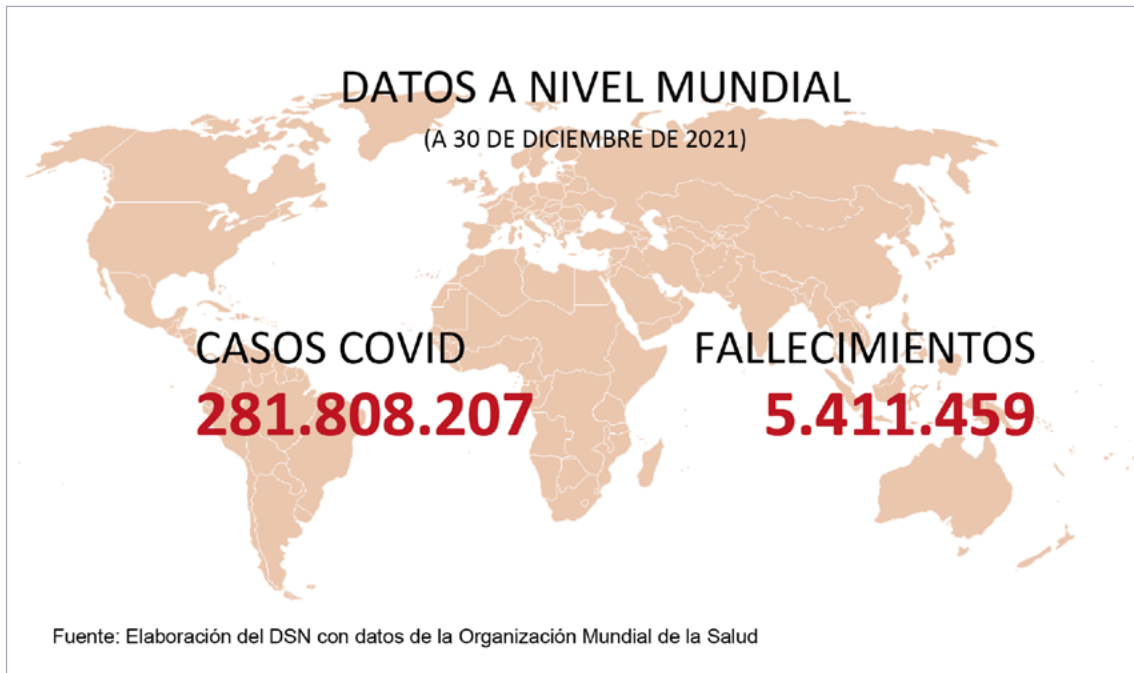 DATOS A NIVEL MUNDIAL
(A 30 DE DICIEMBRE DE 2021)
CASOS COVID
281.808.207
FALLECIMIENTOS
5.411.459
Fuente: Elaboración del DSN con datos de la Organización Mundial de la Salud